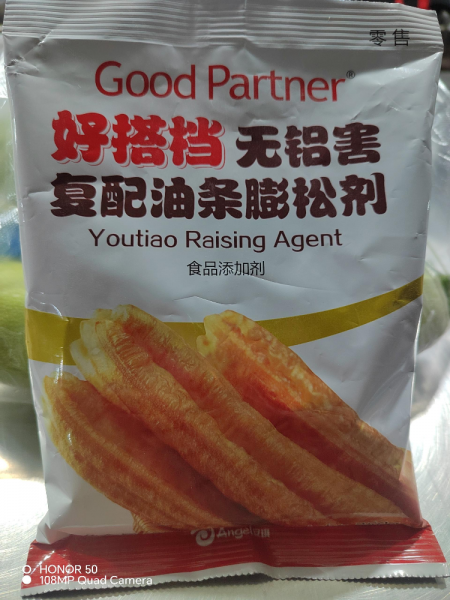 零售
Good Partner®
好搭档 无铝害
复配油条膨松剂
Youtiao Raising Agent
食品添加剂
Angel
HONOR 50
108MP Quad Camera